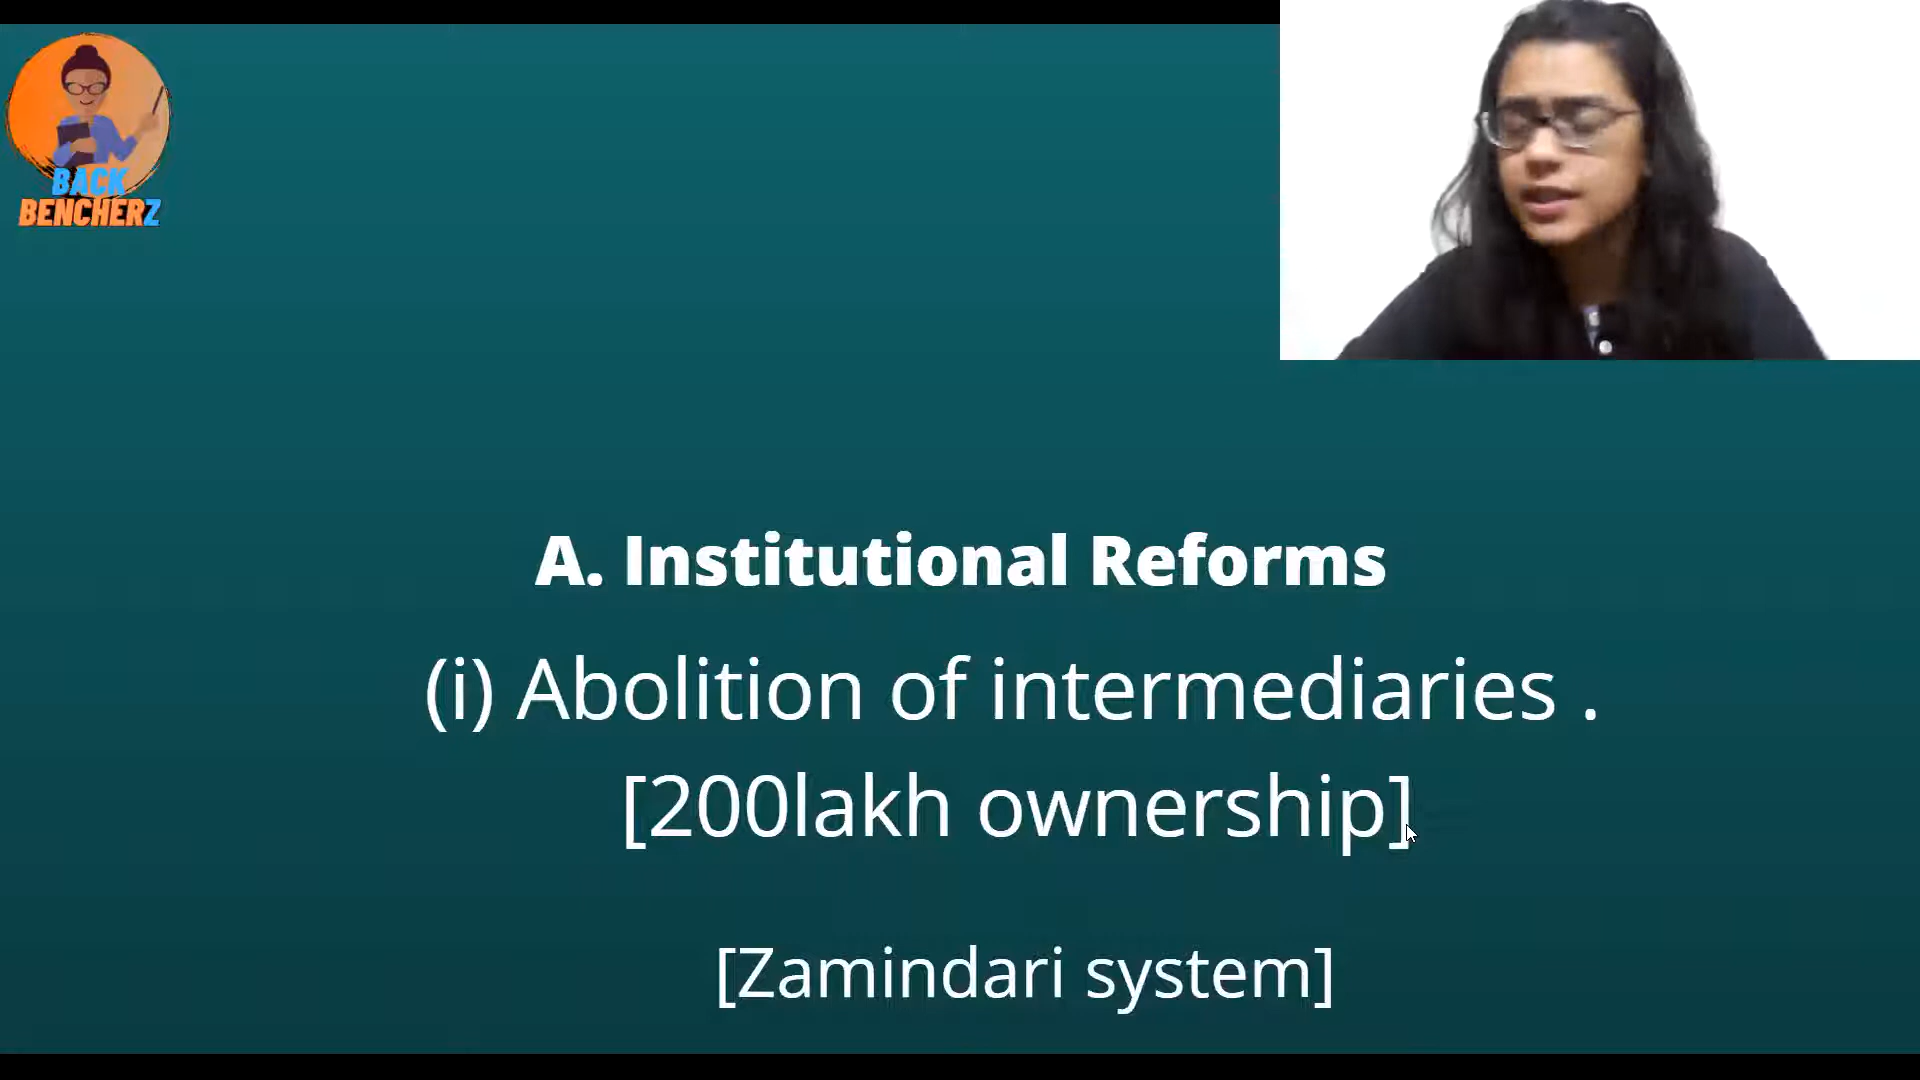 BACK
BENCHERZ
A. Institutional Reforms
(i) Abolition of intermediaries .
[200lakh ownership]
[Zamindari system]